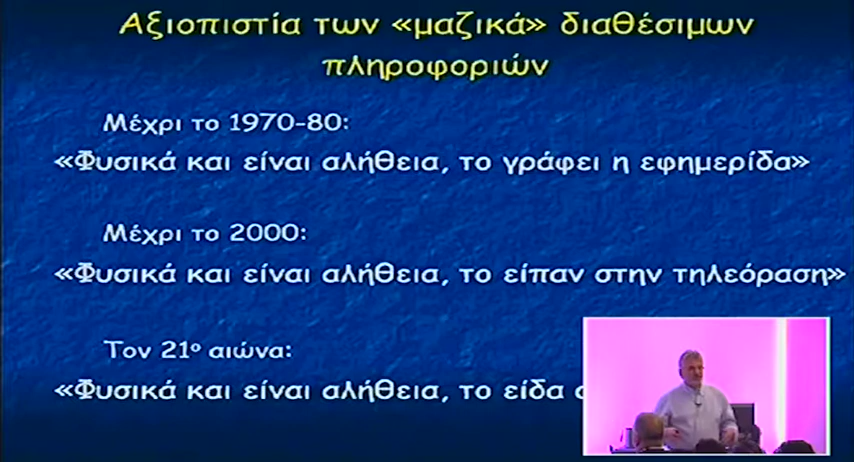 Αξιοπιστία των «μαζικά» διαθέσιμων
πληροφοριών
Μέχρι το 1970-80:
«Φυσικά και είναι αλήθεια, το γράφει η εφημερίδα»
Μέχρι το 2000:
«Φυσικά και είναι αλήθεια, το είπαν στην τηλεόραση»
Τον 21ο αιώνα:
«Φυσικά και είναι αλήθεια, το είδα